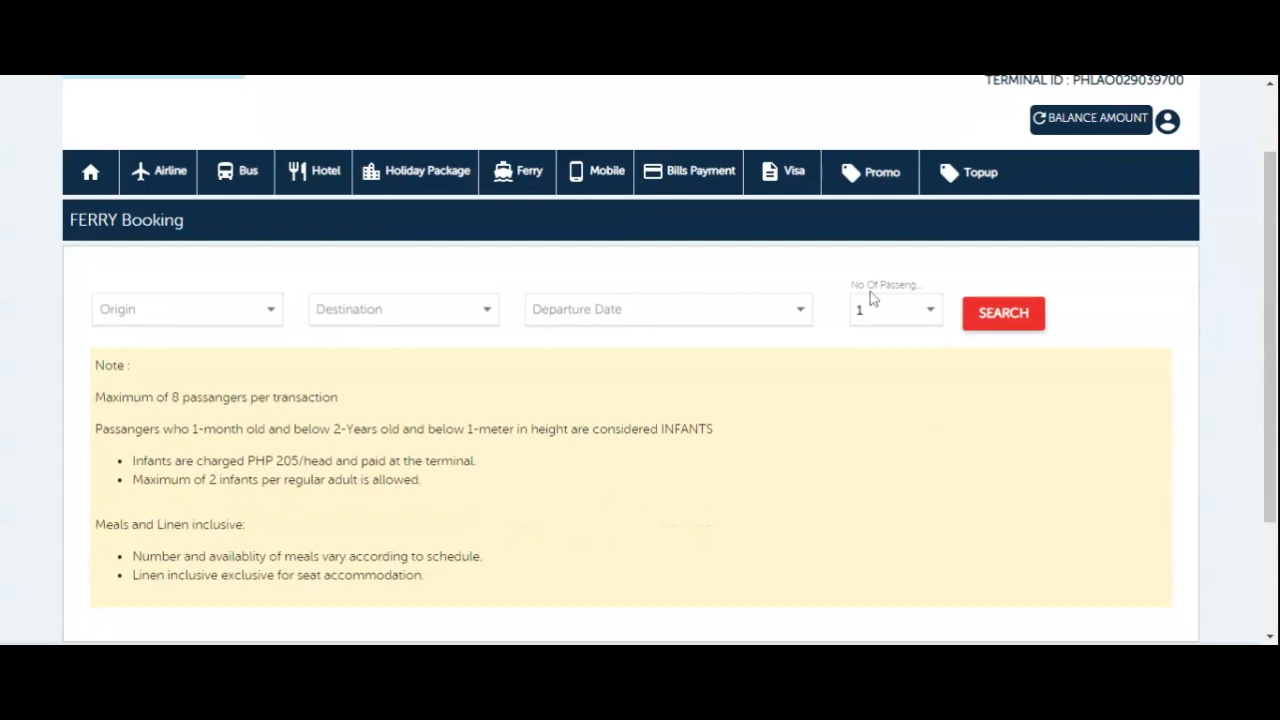 TERMINAL ID : PHLAO029039700
BALANCE AMOUNT
Airline Bus Hotel Holiday Package Ferry Mobile Bills Payment Visa Promo Topup
FERRY Booking
No Of Passeng...
Origin Destination Departure Date 1 SEARCH
Note :
Maximum of 8 passangers per transaction
Passangers who 1-month old and below 2-Years old and below 1-meter in height are considered INFANTS
• Infants are charged PHP 205/head and paid at the terminal.
• Maximum of 2 infants per regular adult is allowed.
Meals and Linen inclusive:
• Number and availablity of meals vary according to schedule.
• Linen inclusive exclusive for seat accommodation.